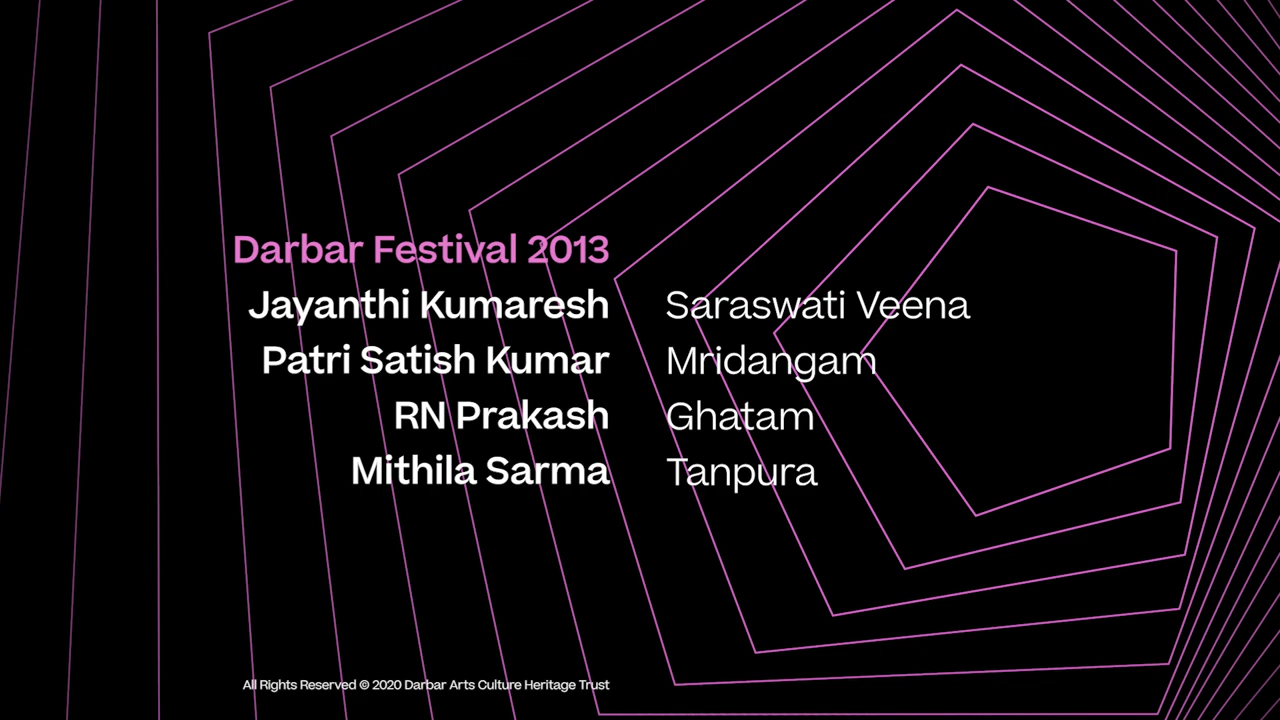 Darbar Festival 2013
Jayanthi Kumaresh Saraswati Veena
Patri Satish Kumar Mridangam
RN Prakash Ghatam
Mithila Sarma Tanpura
All Rights Reserved © 2020 Darbar Arts Culture Heritage Trust